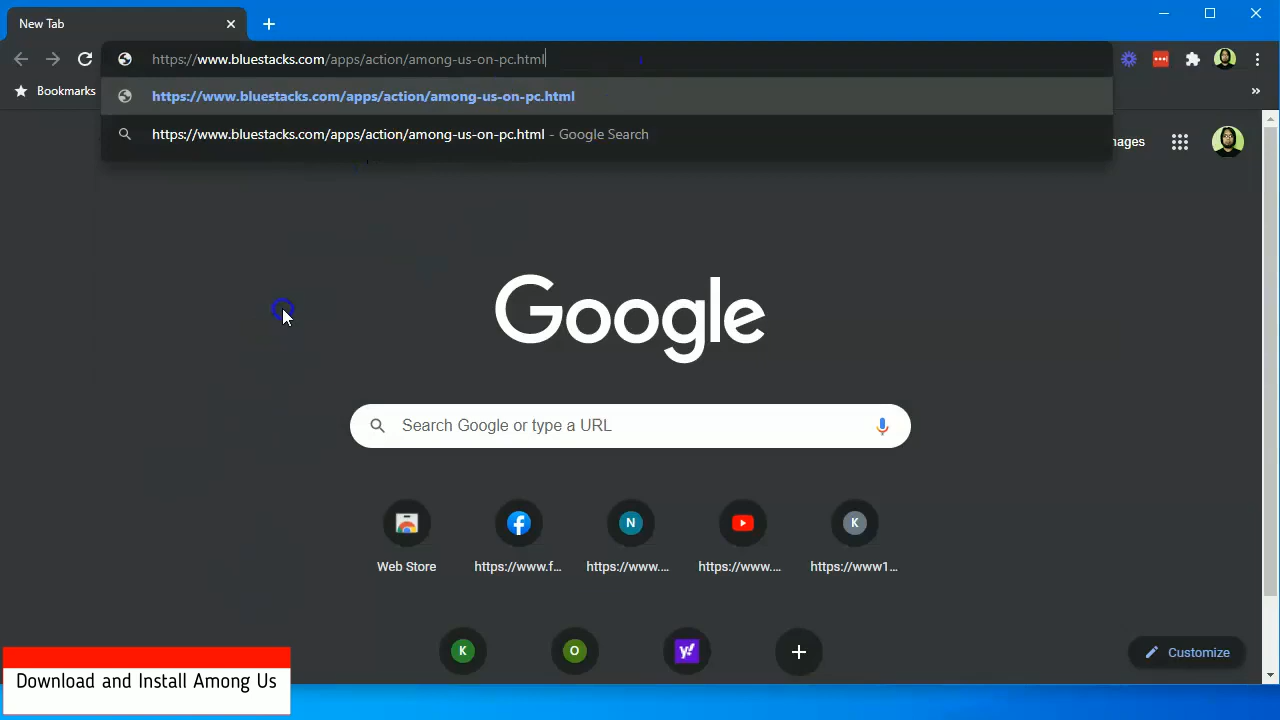 New Tab
https://www.bluestacks.com/apps/action/among-us-on-pc.html
Bookmarks
https://www.bluestacks.com/apps/action/among-us-on-pc.html
https://www.bluestacks.com/apps/action/among-us-on-pc.html - Google Search
mages
Google
Search Google or type a URL
N
K
Web Store
https://www.f...
https://www....
https://www....
https://www1...
K
O
y!
Customize
Download and Install Among Us